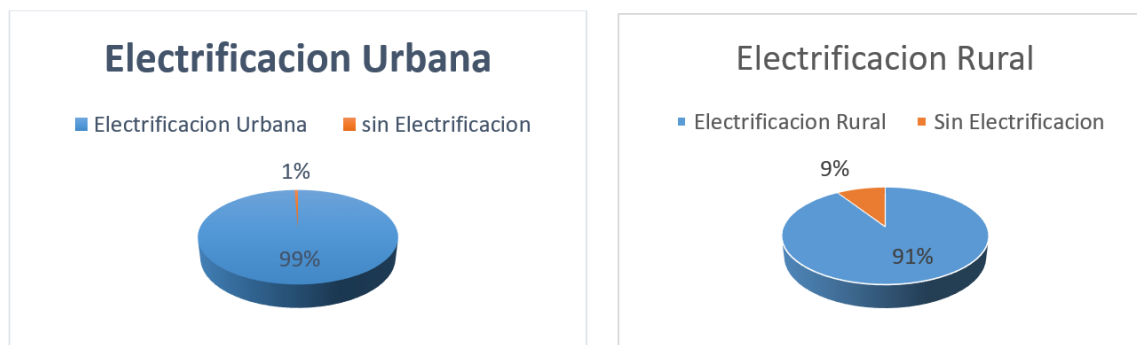 Electrificacion Urbana
Electrificacion Urbana sin Electrificacion
1%
99%
Electrificacion Rural
Electrificacion Rural Sin Electrificacion
9%
91%